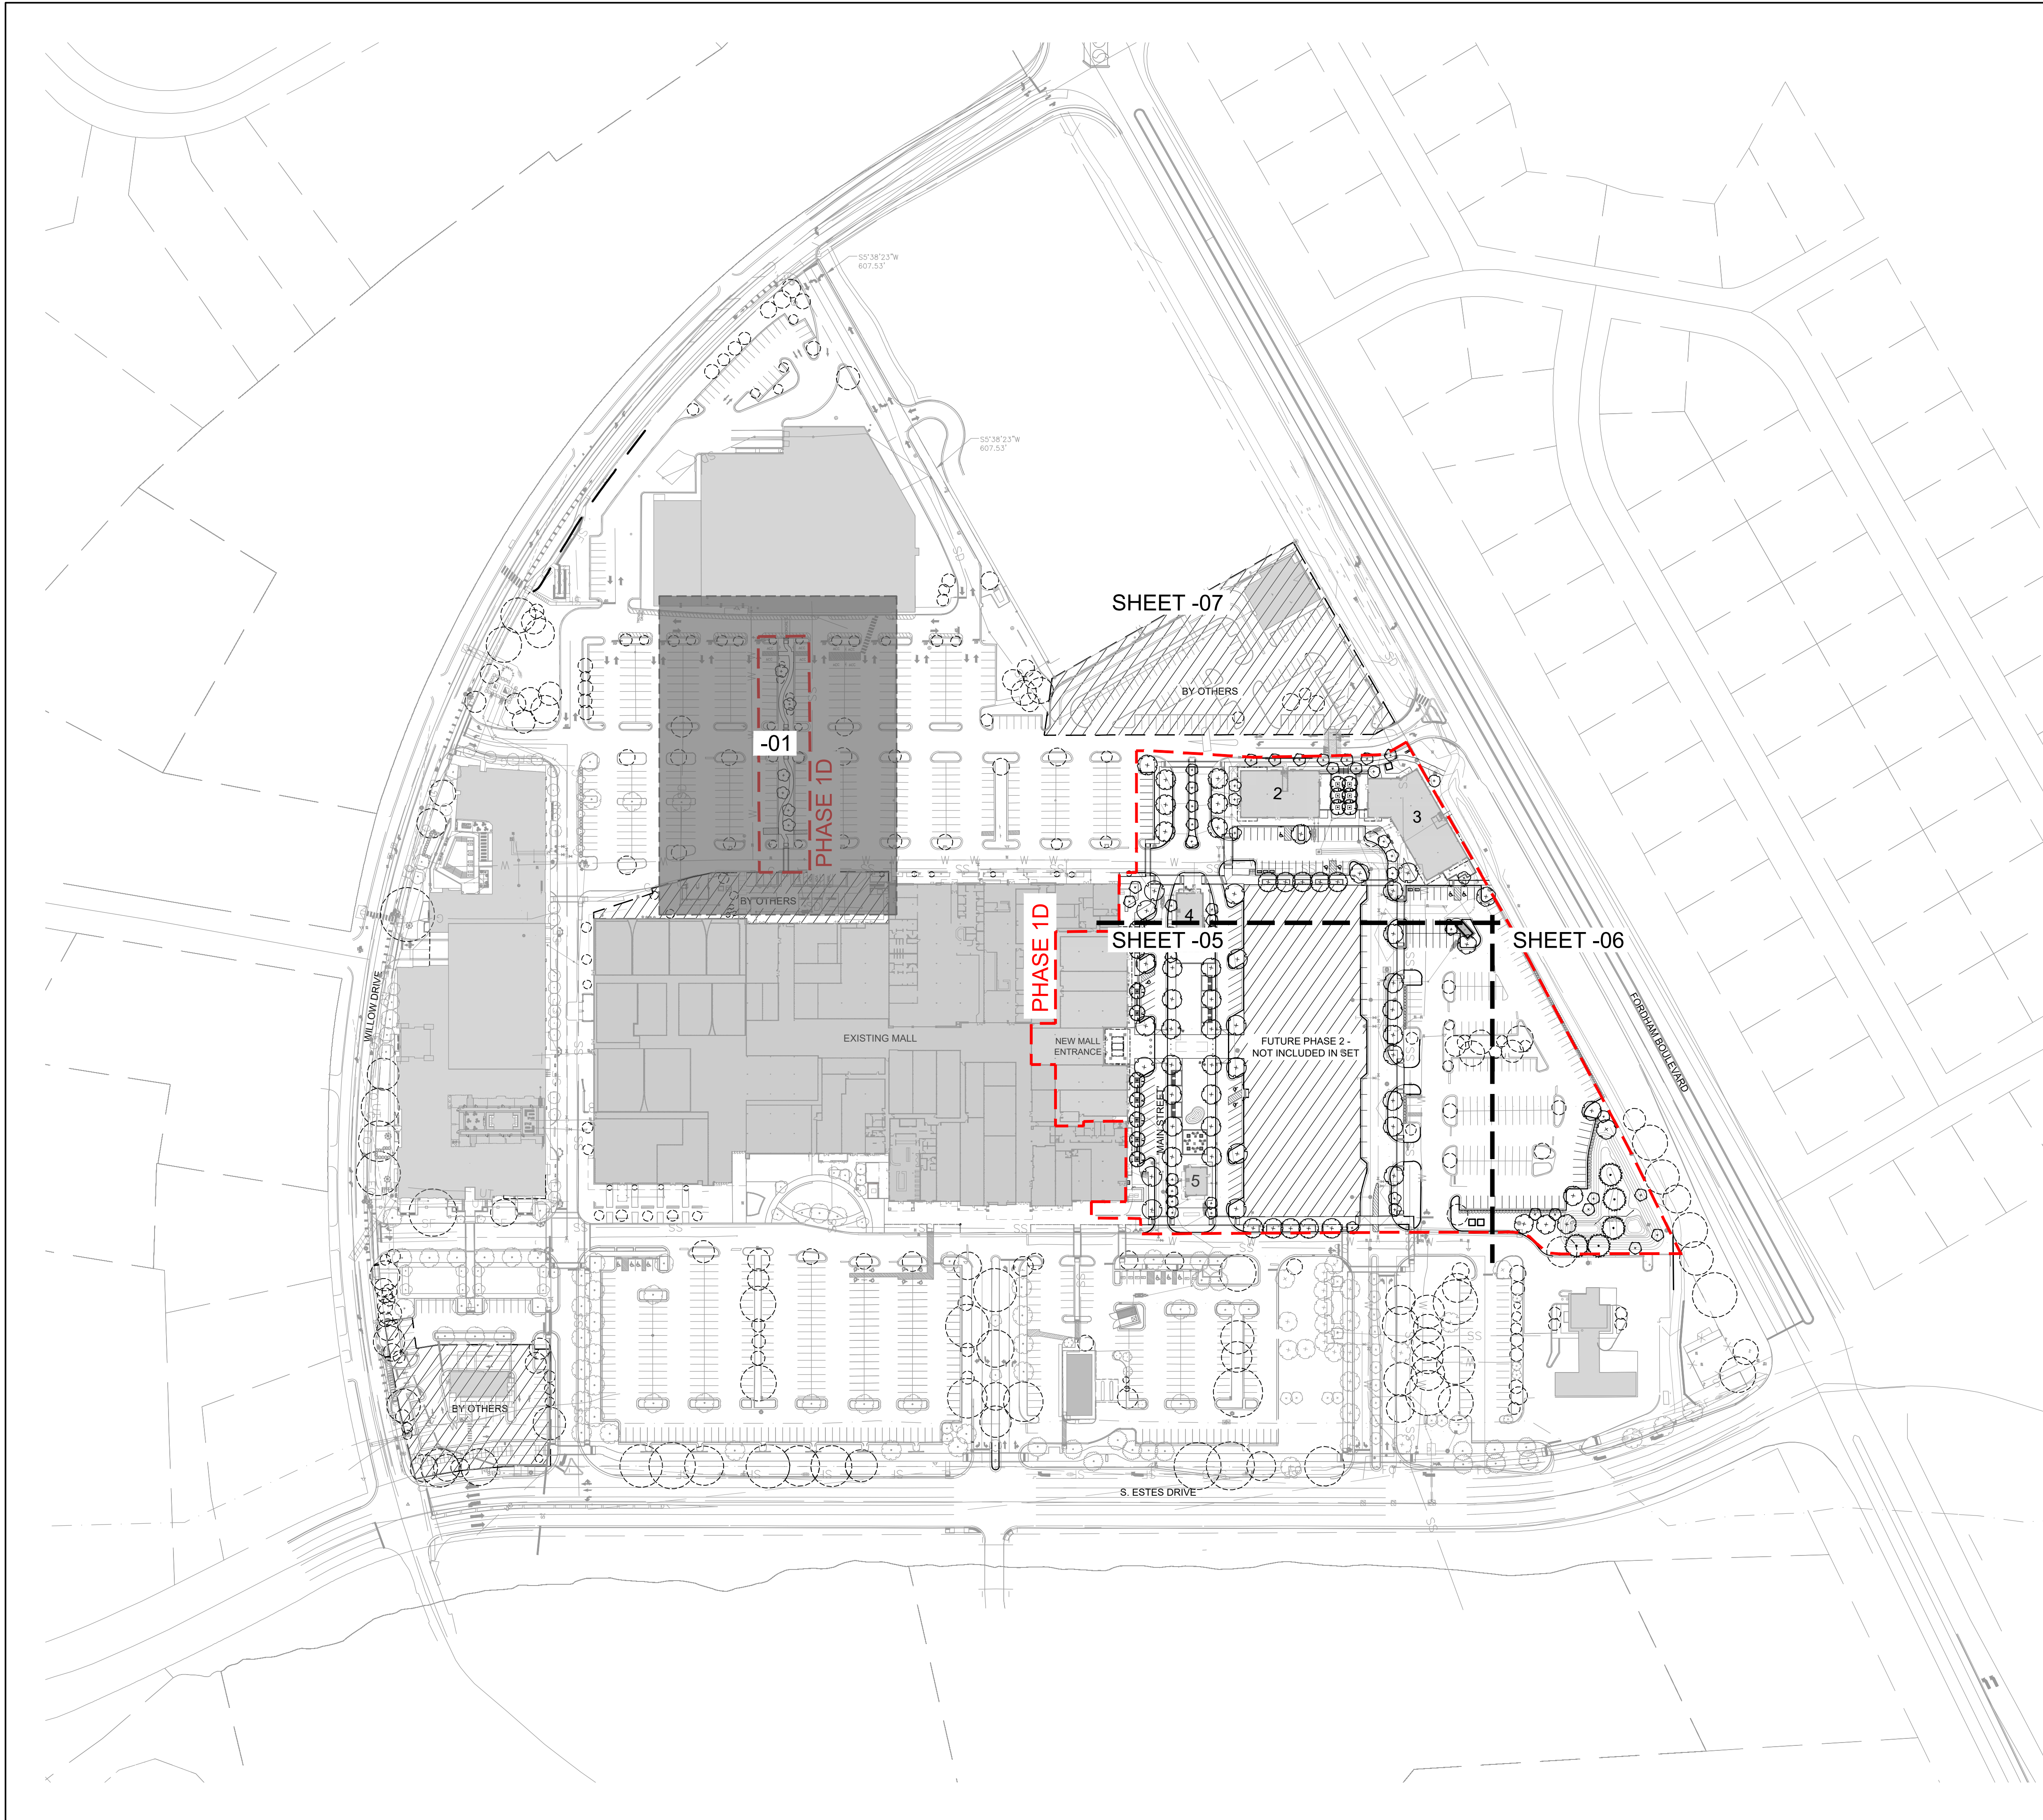 S5°38'23"W
607.53'
S5°38'23"W
607.53'
SHEET -07
BY OTHERS
-01
PHASE 1D
2
3
BY OTHERS
4
PHASE 1D
SHEET -05
SHEET -06
WILLOW DRIVE
EXISTING MALL
NEW MALL
ENTRANCE
FUTURE PHASE 2 -
NOT INCLUDED IN SET
FORDHAM BOULEVARD
MAIN STREET
5
BY OTHERS
S. ESTES DRIVE